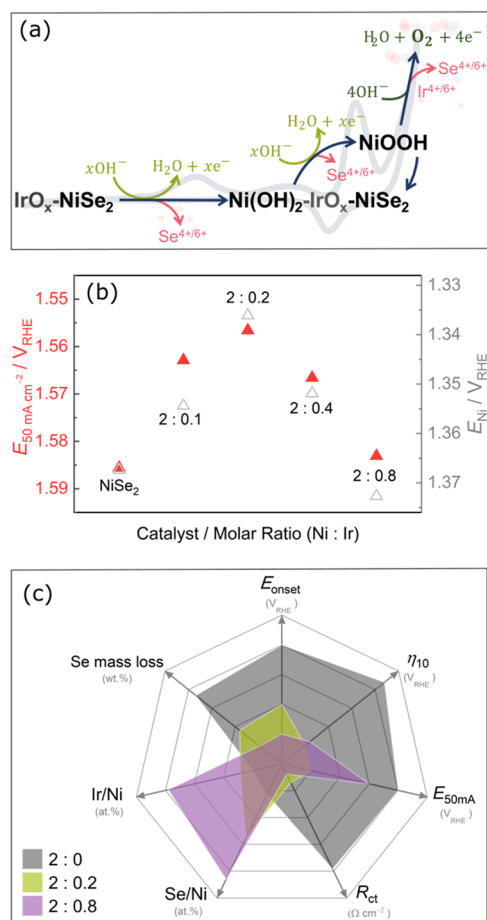 (a)
H₂O + O₂ + 4e⁻
Se⁴⁺/⁶⁺
4OH⁻ Ir⁴⁺/⁶⁺
H₂O + xe⁻
xOH⁻ NiOOH
H₂O + xe⁻ Se⁴⁺/⁶⁺
xOH⁻
IrOₓ-NiSe₂ Ni(OH)₂-IrOₓ-NiSe₂
Se⁴⁺/⁶⁺
(b)
E50 mA cm⁻² / VRHE
1.55
1.56
1.57
1.58
1.59
2 : 0.2
2 : 0.1
2 : 0.4
2 : 0.8
NiSe₂
1.33
1.34
1.35
1.36
1.37
ENi / VRHE
Catalyst / Molar Ratio (Ni : Ir)
(c)
Eonset
(VRHE)
Se mass loss
(wt.%)
η₁₀
(VRHE)
Ir/Ni
(at.%)
E50mA
(VRHE)
Se/Ni
(at.%)
Rct
(Ω cm⁻²)
2 : 0
2 : 0.2
2 : 0.8